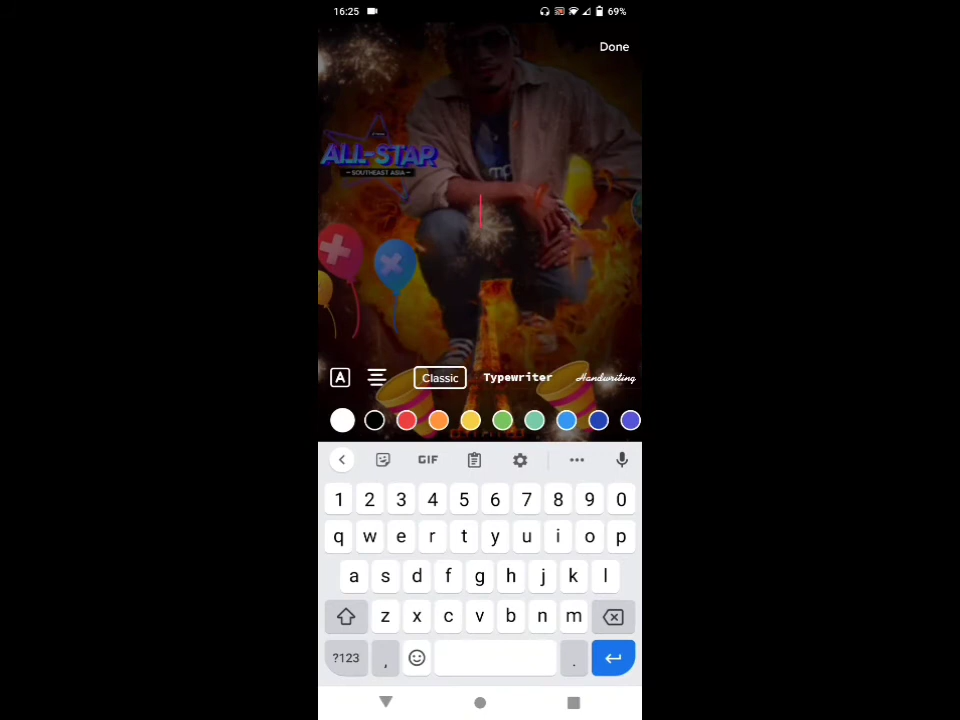 16:25
69%
Done
ALL-STAR
SOUTHEAST ASIA
Classic Typewriter Handwriting
GIF
1 2 3 4 5 6 7 8 9 0
q w e r t y u i o p
a s d f g h j k l
z x c v b n m
?123 , .